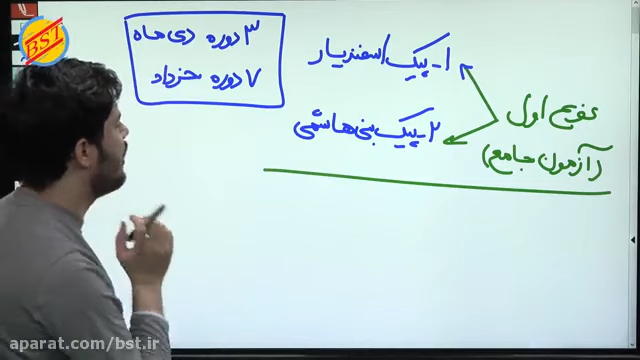 BST
۳ دوره دی ماه
۷ دوره خرداد
۱- پیک اسفندیار
۲- پیک بنی هاشمی
اول
(آزمون جامع)
aparat.com/bst.ir